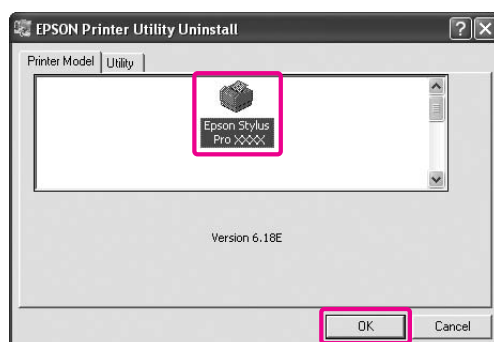 EPSON Printer Utility Uninstall
Printer Model Utility
Epson Stylus
Pro XXXX
Version 6.18E
OK Cancel